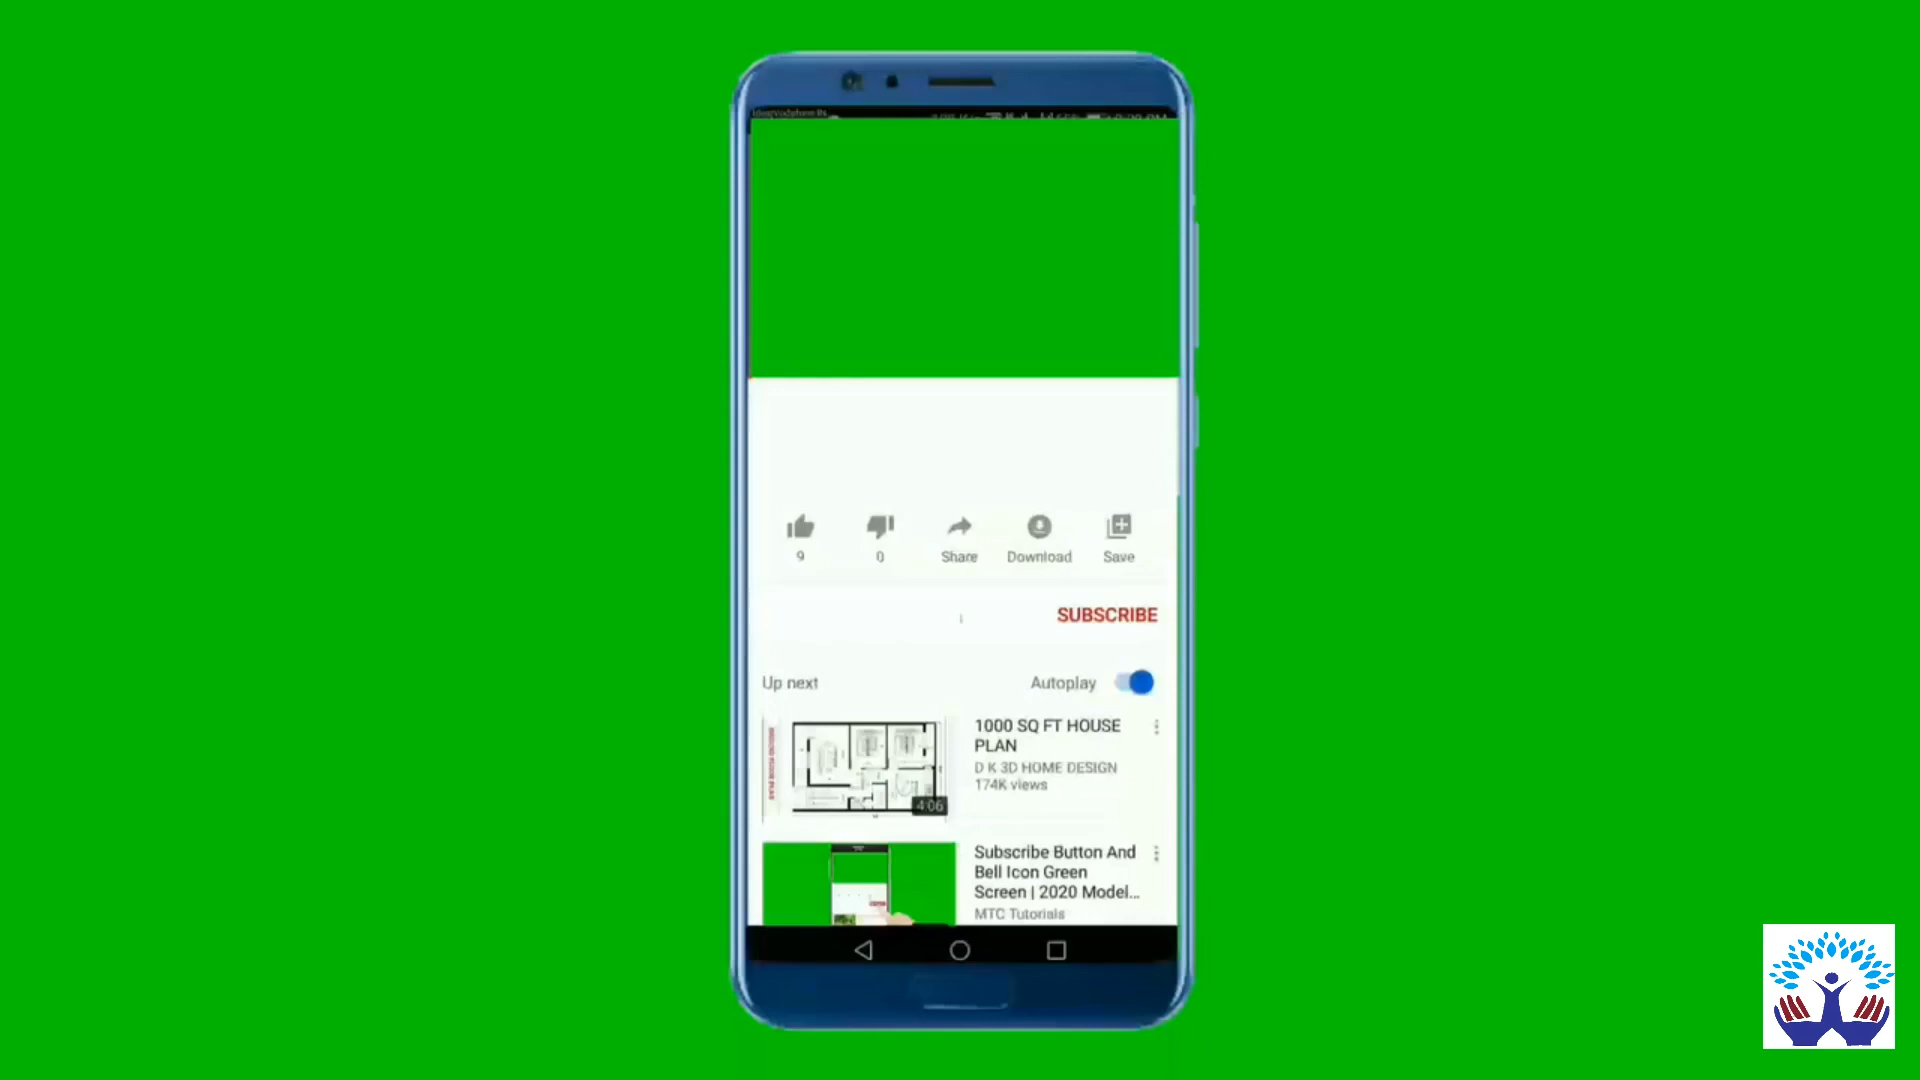 9
0
Share
Download
Save
SUBSCRIBE
Up next
Autoplay
1000 SQ FT HOUSE
PLAN
D K 3D HOME DESIGN
174K views
4:06
Subscribe Button And
Bell Icon Green
Screen | 2020 Model...
MTC Tutorials